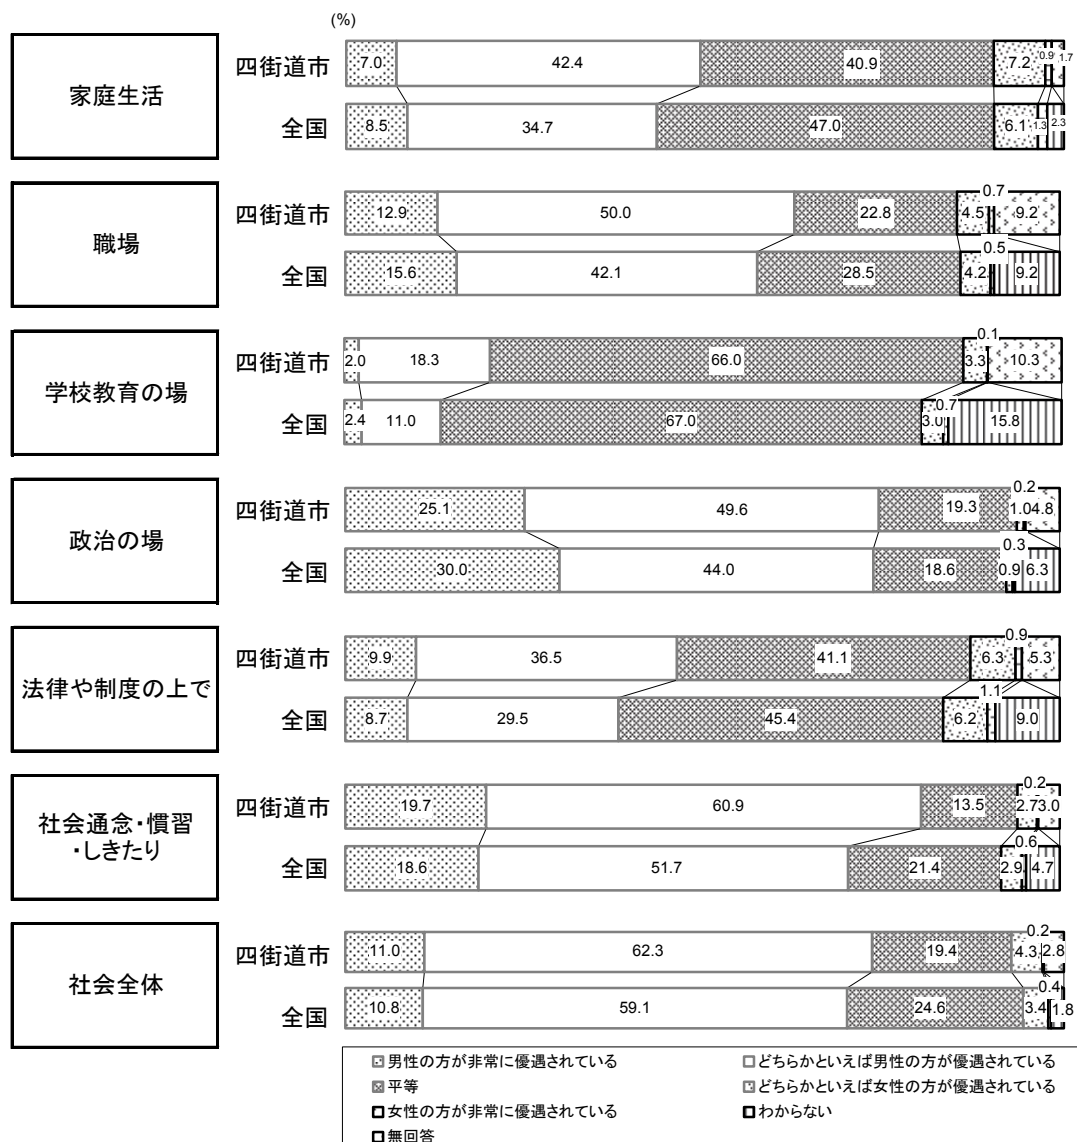 (%)
家庭生活
四街道市
7.0 42.4 40.9 7.2 0.9 1.7
全国
8.5 34.7 47.0 6.1 1.3 2.3
職場
四街道市
12.9 50.0 22.8 4.5 0.7 9.2
全国
15.6 42.1 28.5 4.2 0.5 9.2
学校教育の場
四街道市
2.0 18.3 66.0 3.3 0.1 10.3
全国
2.4 11.0 67.0 3.0 0.7 15.8
政治の場
四街道市
25.1 49.6 19.3 1.0 0.2 4.8
全国
30.0 44.0 18.6 0.9 0.3 6.3
法律や制度の上で
四街道市
9.9 36.5 41.1 6.3 0.9 5.3
全国
8.7 29.5 45.4 6.2 1.1 9.0
社会通念・慣習
・しきたり
四街道市
19.7 60.9 13.5 2.7 0.2 3.0
全国
18.6 51.7 21.4 2.9 0.6 4.7
社会全体
四街道市
11.0 62.3 19.4 4.3 0.2 2.8
全国
10.8 59.1 24.6 3.4 0.4 1.8
男性の方が非常に優遇されている どちらかといえば男性の方が優遇されている
平等 どちらかといえば女性の方が優遇されている
女性の方が非常に優遇されている わからない
無回答